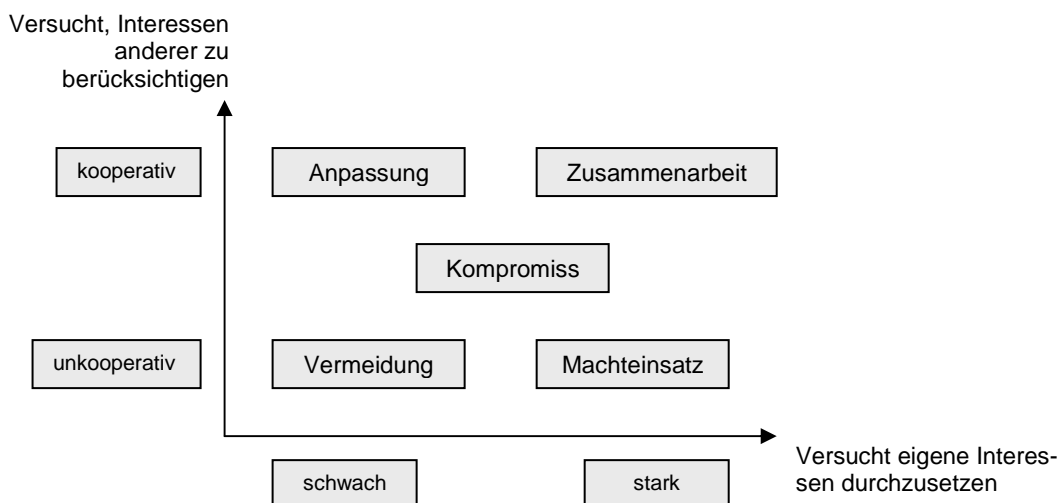 Versucht, Interessen
anderer zu
berücksichtigen
kooperativ
Anpassung
Zusammenarbeit
Kompromiss
unkooperativ
Vermeidung
Machteinsatz
Versucht eigene Interes-
sen durchzusetzen
schwach
stark